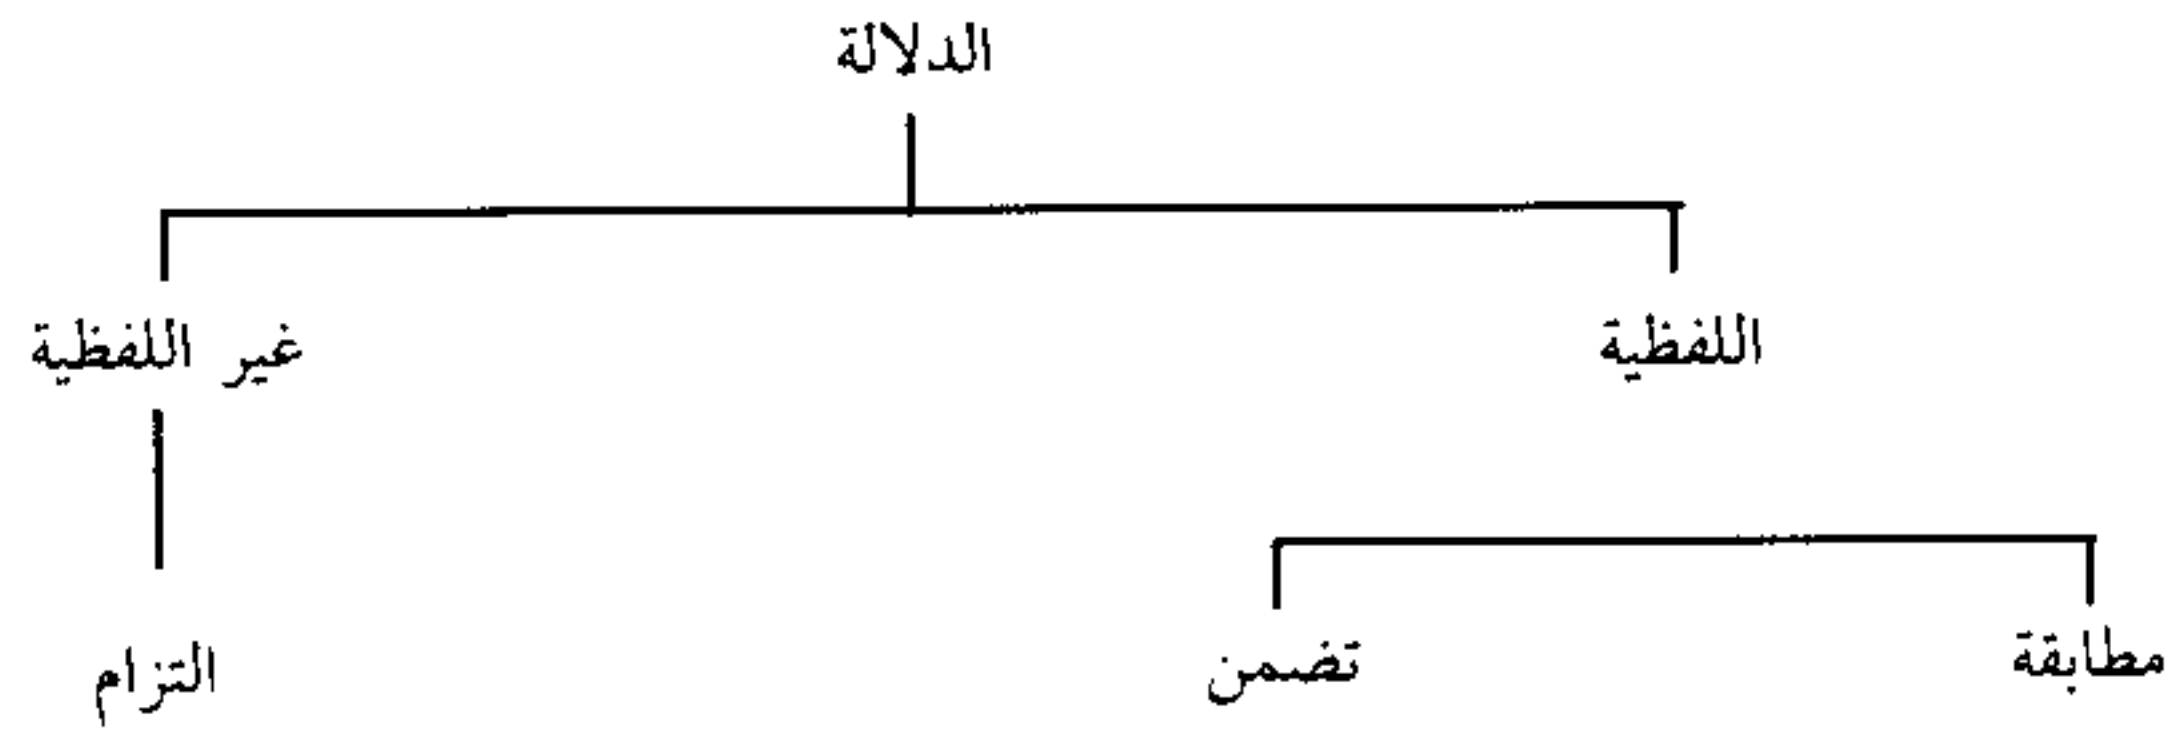 الدلالة
اللفظية
غير اللفظية
مطابقة
تضمن
التزام